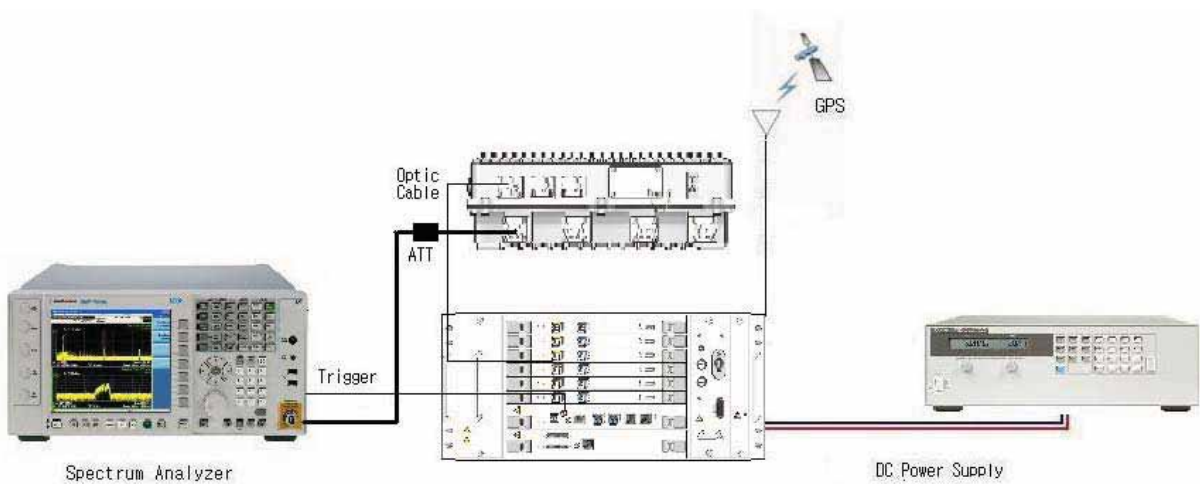 GPS
Optic
Cable
ATT
Trigger
Spectrum Analyzer
DC Power Supply